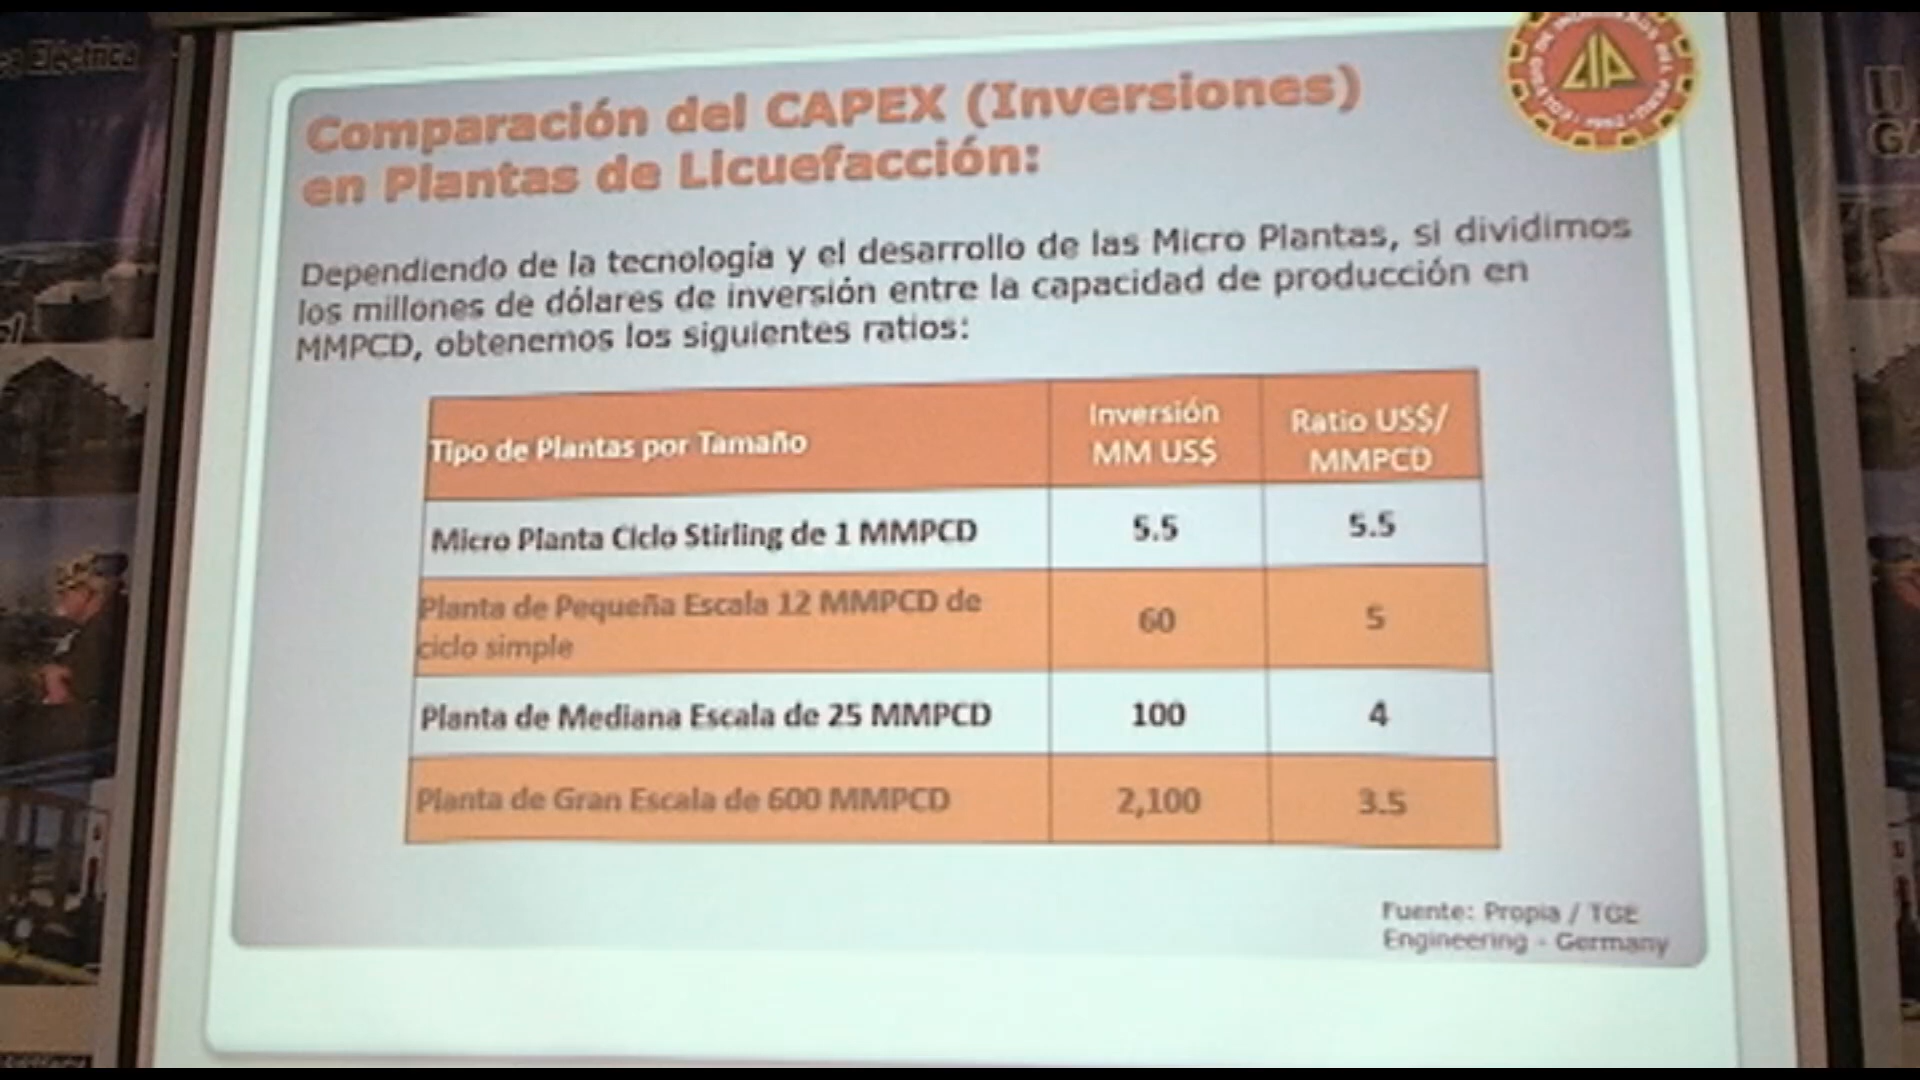 Eléctrica
Comparación del CAPEX (Inversiones)
en Plantas de Licuefacción:
Dependiendo de la tecnología y el desarrollo de las Micro Plantas, si dividimos
los millones de dólares de inversión entre la capacidad de producción en
MMPCD, obtenemos los siguientes ratios:
Tipo de Plantas por Tamaño
Inversión
MM US$
Ratio US$/
MMPCD
Micro Planta Ciclo Stirling de 1 MMPCD
5.5
5.5
Planta de Pequeña Escala 12 MMPCD de
ciclo simple
60
5
Planta de Mediana Escala de 25 MMPCD
100
4
Planta de Gran Escala de 600 MMPCD
2,100
3.5
Fuente: Propia / TGE
Engineering - Germany